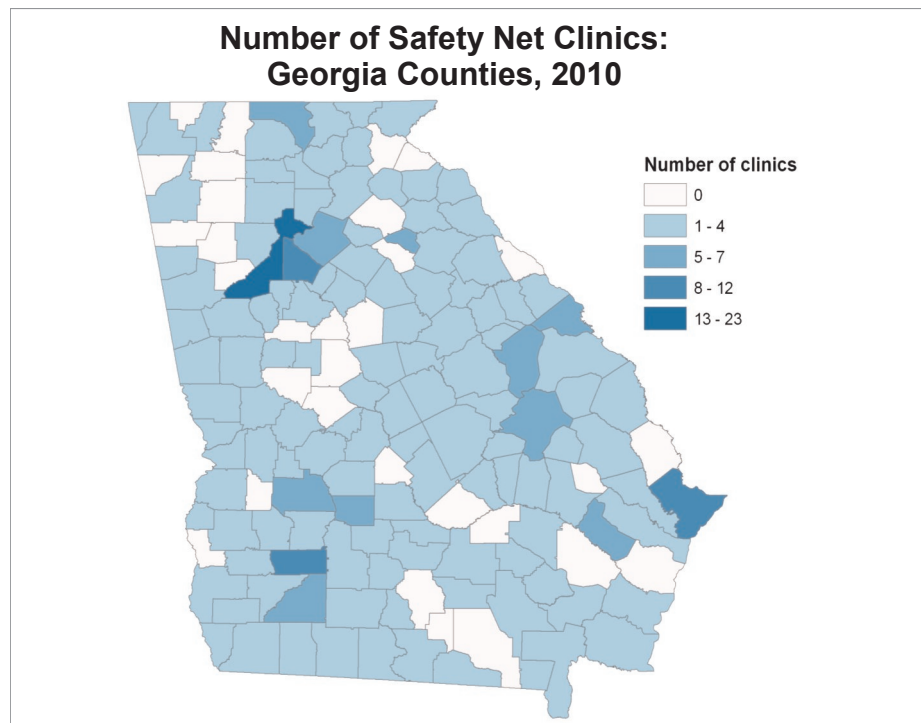 Number of Safety Net Clinics:
Georgia Counties, 2010
Number of clinics
0
1 - 4
5 - 7
8 - 12
13 - 23